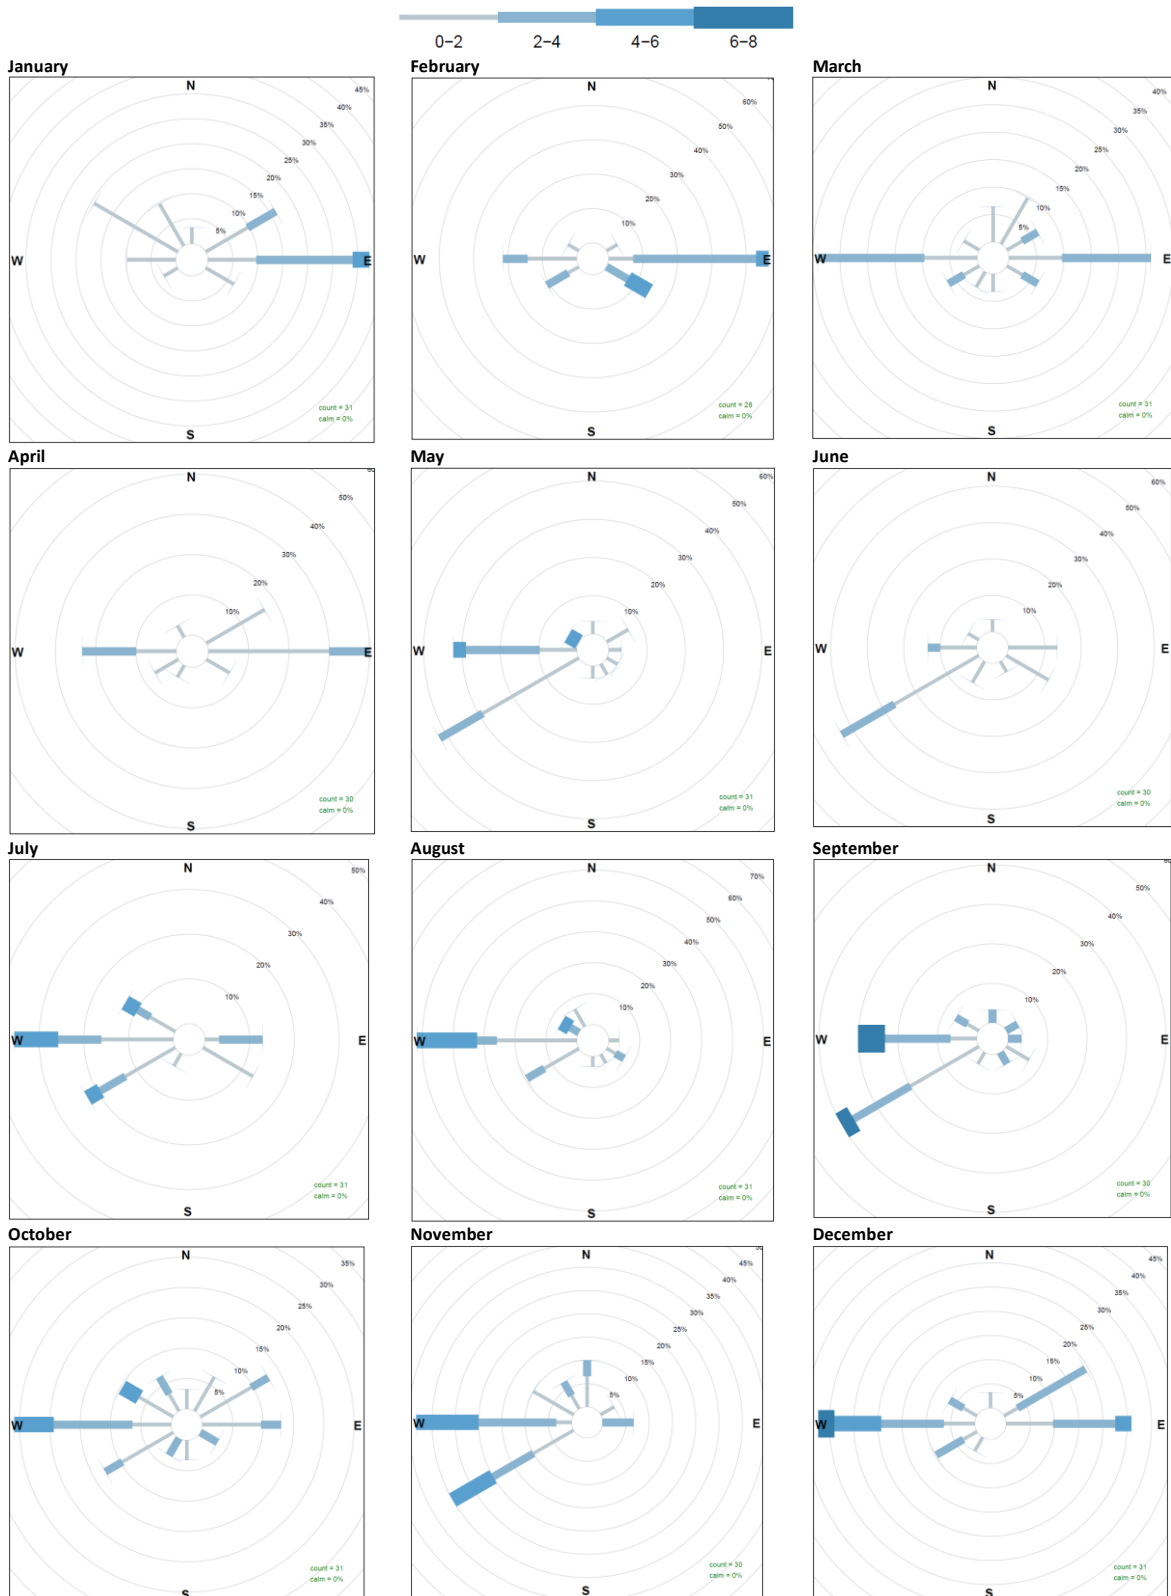 0−2 2−4 4−6 6−8
January February March
N 45% 40% 35% 30% 25% 20% 15% 10% 5% W E S count = 31 calm = 0%
N 60% 50% 40% 30% 20% 10% W E S count = 28 calm = 0%
N 40% 35% 30% 25% 20% 15% 10% 5% W E S count = 31 calm = 0%
April May June
N 50% 40% 30% 20% 10% W E S count = 30 calm = 0%
N 60% 50% 40% 30% 20% 10% W E S count = 31 calm = 0%
N 60% 50% 40% 30% 20% 10% W E S count = 30 calm = 0%
July August September
N 50% 40% 30% 20% 10% W E S count = 31 calm = 0%
N 70% 60% 50% 40% 30% 20% 10% W E S count = 31 calm = 0%
N 50% 40% 30% 20% 10% W E S count = 30 calm = 0%
October November December
N 35% 30% 25% 20% 15% 10% 5% W E S count = 31 calm = 0%
N 45% 40% 35% 30% 25% 20% 15% 10% 5% W E S count = 30 calm = 0%
N 45% 40% 35% 30% 25% 20% 15% 10% 5% W E S count = 31 calm = 0%